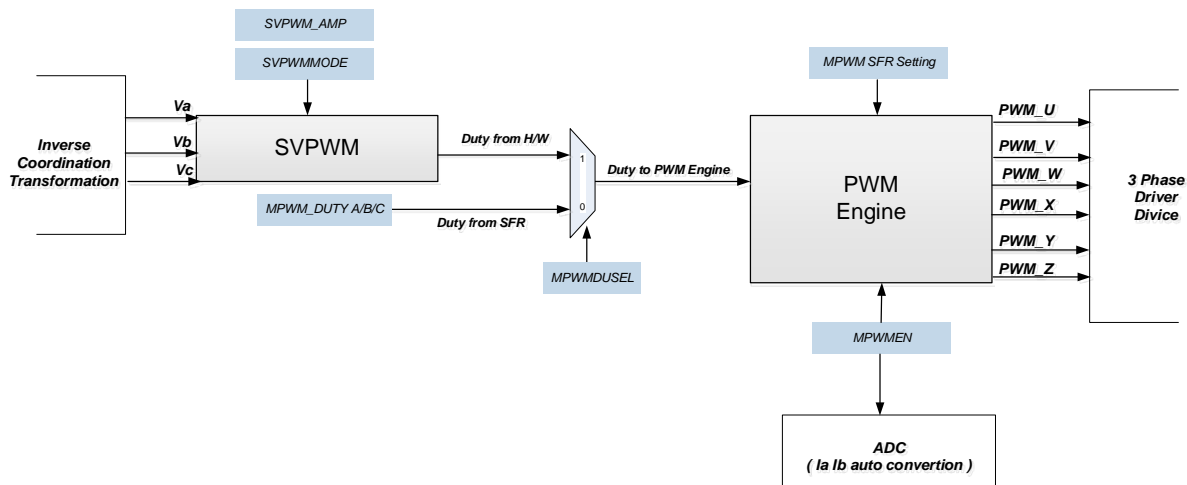 SVPWM_AMP
SVPWMMODE
MPWM SFR Setting
Inverse
Coordination
Transformation
Va
Vb
Vc
SVPWM
Duty from H/W
MPWM_DUTY A/B/C
Duty from SFR
1
0
MPWMDUSEL
Duty to PWM Engine
PWM
Engine
PWM_U
PWM_V
PWM_W
PWM_X
PWM_Y
PWM_Z
3 Phase
Driver
Divice
MPWMEN
ADC
( Ia Ib auto convertion )